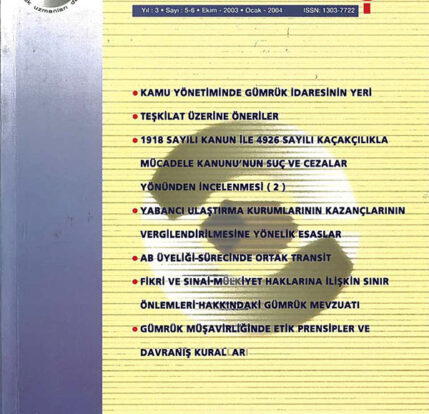 uzmanları
Yıl : 3 • Sayı : 5-6 • Ekim - 2003 • Ocak - 2004 ISSN: 1303-7722
• KAMU YÖNETİMİNDE GÜMRÜK İDARESİNİN YERİ
• TEŞKİLAT ÜZERİNE ÖNERİLER
• 1918 SAYILI KANUN İLE 4926 SAYILI KAÇAKÇILIKLA
MÜCADELE KANUNU'NUN SUÇ VE CEZALAR
YÖNÜNDEN İNCELENMESİ ( 2 )
• YABANCI ULAŞTIRMA KURUMLARININ KAZANÇLARININ
VERGİLENDİRİLMESİNE YÖNELİK ESASLAR
• AB ÜYELİĞİ SÜRECİNDE ORTAK TRANSİT
• FİKRİ VE SINAİ MÜLKİYET HAKLARINA İLİŞKİN SINIR
ÖNLEMLERİ HAKKINDAKİ GÜMRÜK MEVZUATI
• GÜMRÜK MÜŞAVİRLİĞİNDE ETİK PRENSİPLER VE
DAVRANIŞ KURALLARI